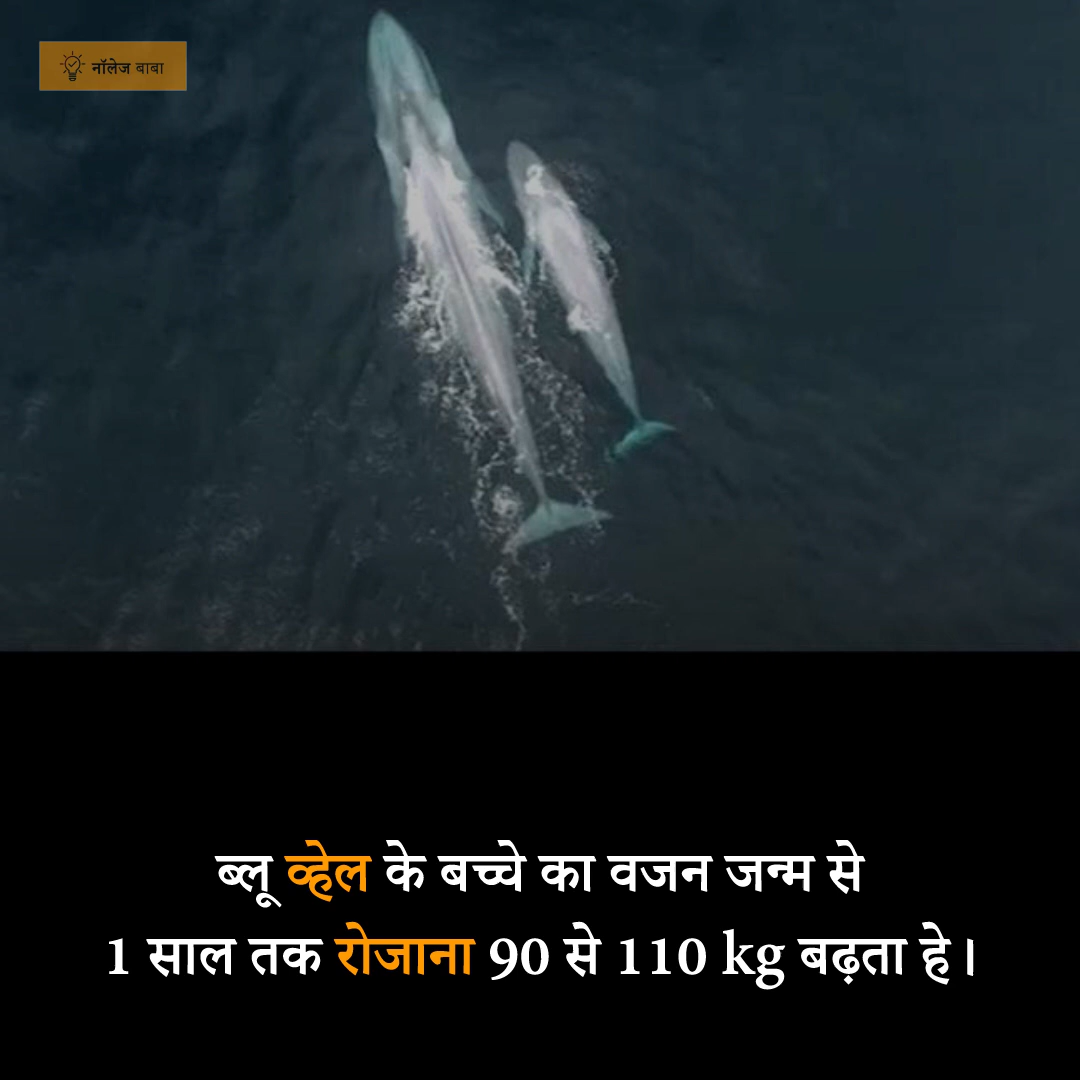 नॉलेज बाबा
ब्लू व्हेल के बच्चे का वजन जन्म से
1 साल तक रोजाना 90 से 110 kg बढ़ता हे।